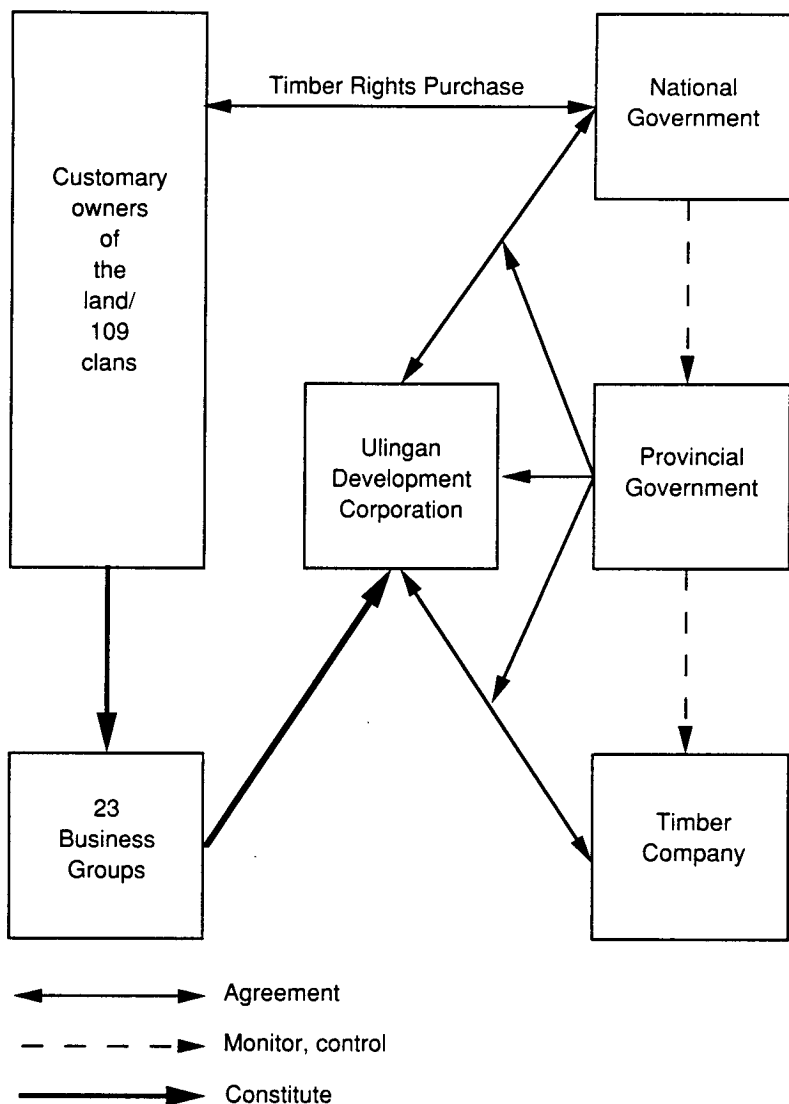 Timber Rights Purchase
National
Government
Customary
owners
of
the
land/
109
clans
Ulingan
Development
Corporation
Provincial
Government
23
Business
Groups
Timber
Company
Agreement
Monitor, control
Constitute